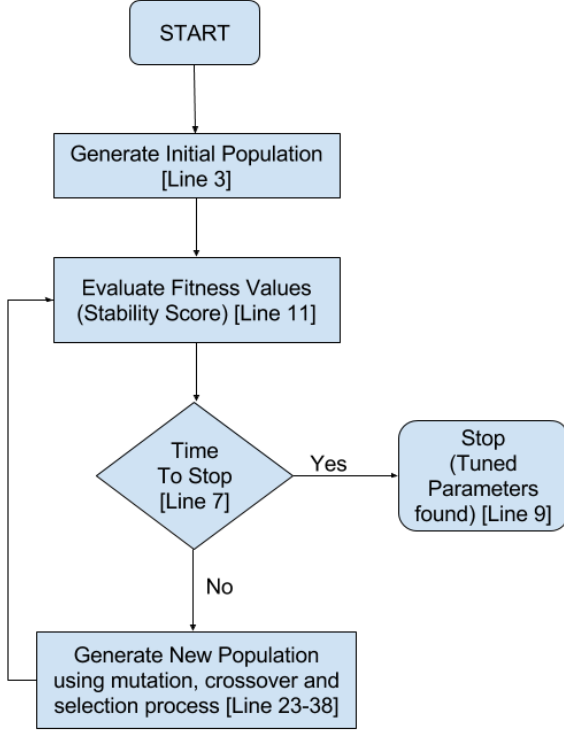 START
Generate Initial Population
[Line 3]
Evaluate Fitness Values
(Stability Score) [Line 11]
Time
To Stop
[Line 7]
Yes
Stop
(Tuned
Parameters
found) [Line 9]
No
Generate New Population
using mutation, crossover and
selection process [Line 23-38]